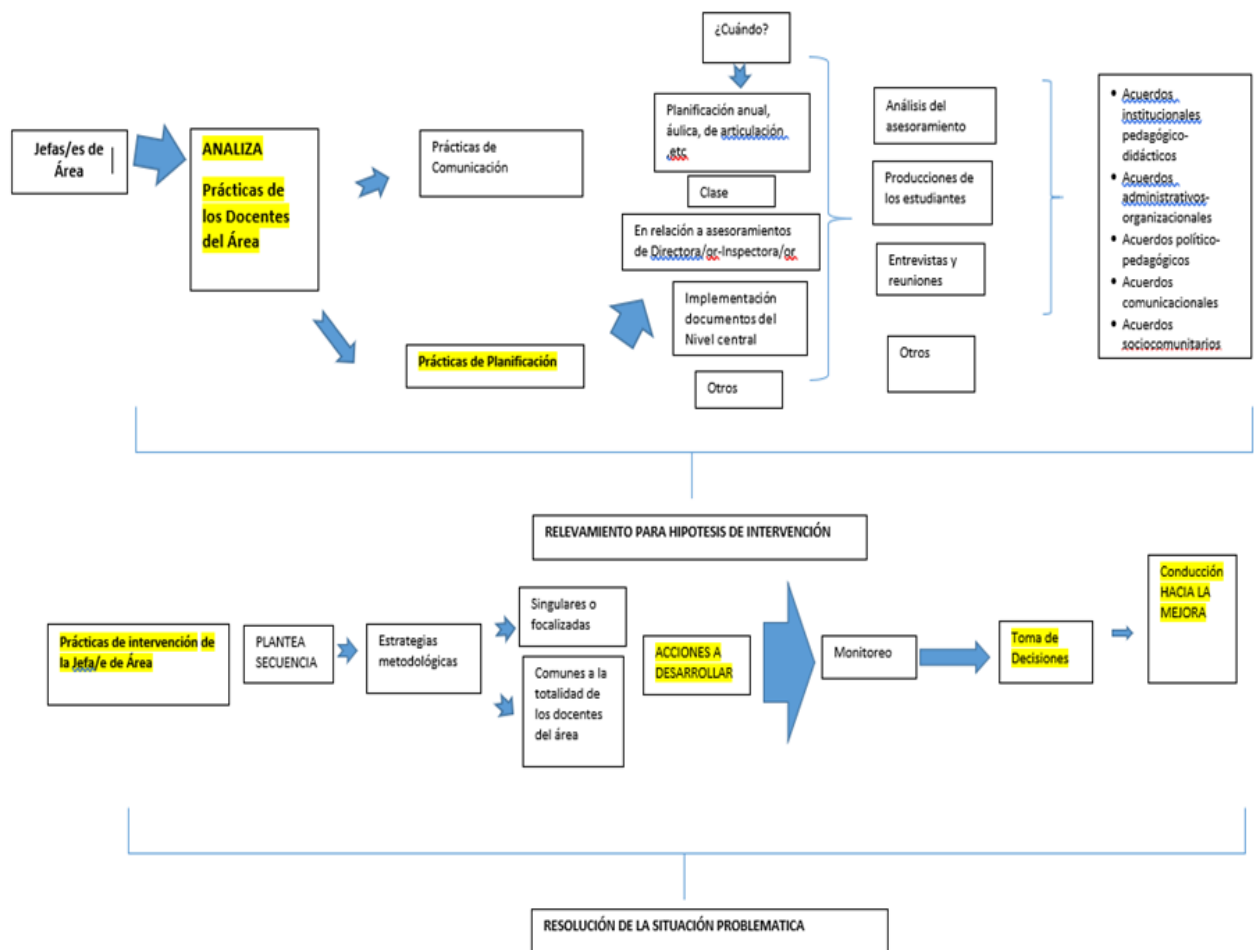 ¿Cuándo?
Jefas/es de
Área
ANALIZA
Prácticas de
los Docentes
del Área
Prácticas de
Comunicación
Prácticas de Planificación
Planificación anual,
áulica, de articulación
,etc
Clase
En relación a asesoramientos
de Directora/or-Inspectora/or
Implementación
documentos del
Nivel central
Otros
Análisis del
asesoramiento
Producciones de
los estudiantes
Entrevistas y
reuniones
Otros
• Acuerdos
institucionales
pedagógico-
didácticos
• Acuerdos
administrativos-
organizacionales
• Acuerdos político-
pedagógicos
• Acuerdos
comunicacionales
• Acuerdos
sociocomunitarios
RELEVAMIENTO PARA HIPOTESIS DE INTERVENCIÓN
Prácticas de intervención de
la Jefa/e de Área
PLANTEA
SECUENCIA
Estrategias
metodológicas
Singulares o
focalizadas
Comunes a la
totalidad de
los docentes
del área
ACCIONES A
DESARROLLAR
Monitoreo
Toma de
Decisiones
Conducción
HACIA LA
MEJORA
RESOLUCIÓN DE LA SITUACIÓN PROBLEMATICA